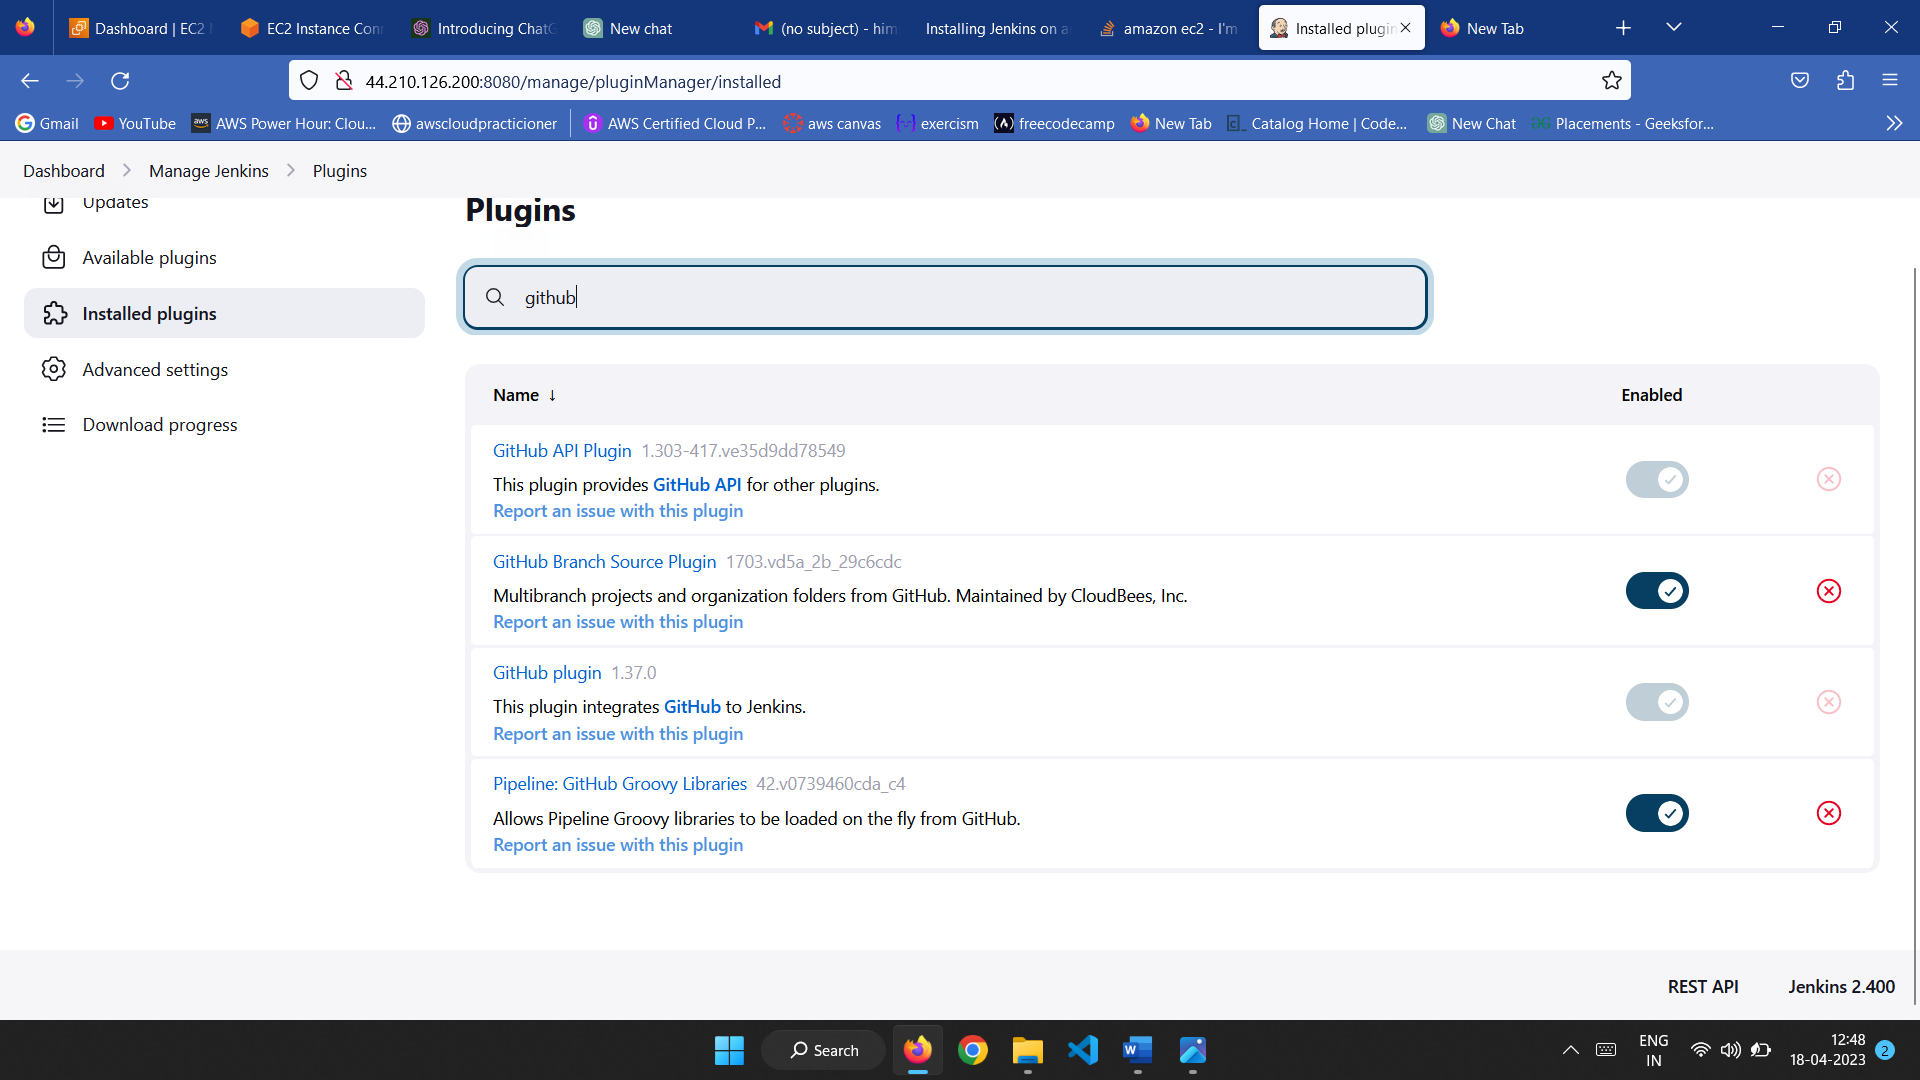 Dashboard | EC2
EC2 Instance Con
Introducing Chat
New chat
(no subject) - him
Installing Jenkins on a
amazon ec2 - I'm
Installed plugin
New Tab
44.210.126.200:8080/manage/pluginManager/installed
Gmail
YouTube
AWS Power Hour: Clou...
awscloudpracticioner
AWS Certified Cloud P...
aws canvas
exercism
freecodecamp
New Tab
Catalog Home | Code...
New Chat
Placements - Geeksfor...
Dashboard
Manage Jenkins
Plugins
Updates
Available plugins
Installed plugins
Advanced settings
Download progress
Plugins
github
Name ↓
Enabled
GitHub API Plugin 1.303-417.ve35d9dd78549
This plugin provides GitHub API for other plugins.
Report an issue with this plugin
GitHub Branch Source Plugin 1703.vd5a_2b_29c6cdc
Multibranch projects and organization folders from GitHub. Maintained by CloudBees, Inc.
Report an issue with this plugin
GitHub plugin 1.37.0
This plugin integrates GitHub to Jenkins.
Report an issue with this plugin
Pipeline: GitHub Groovy Libraries 42.v0739460cda_c4
Allows Pipeline Groovy libraries to be loaded on the fly from GitHub.
Report an issue with this plugin
REST API
Jenkins 2.400
Search
ENG
IN
12:48
18-04-2023
2